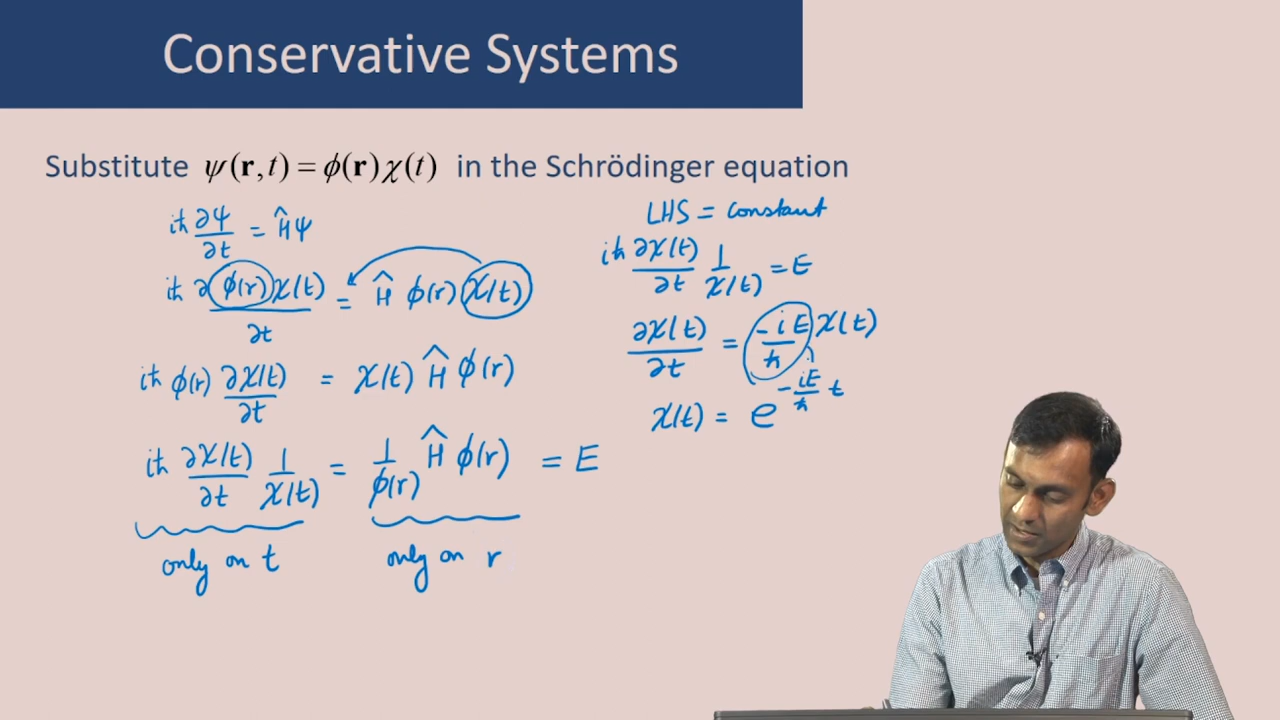 Conservative Systems
Substitute ψ(r,t) = ϕ(r)χ(t) in the Schrödinger equation
iħ ∂Ψ/∂t = Ĥψ
iħ ∂ ϕ(r)χ(t)/∂t = Ĥ ϕ(r) χ(t)
iħ ϕ(r) ∂χ(t)/∂t = χ(t) Ĥ ϕ(r)
iħ ∂χ(t)/∂t 1/χ(t) = 1/ϕ(r) Ĥ ϕ(r) = E
only on t only on r
LHS = constant
iħ ∂χ(t)/∂t 1/χ(t) = E
∂χ(t)/∂t = -iE/ħ χ(t)
χ(t) = e^(-iE/ħ t)